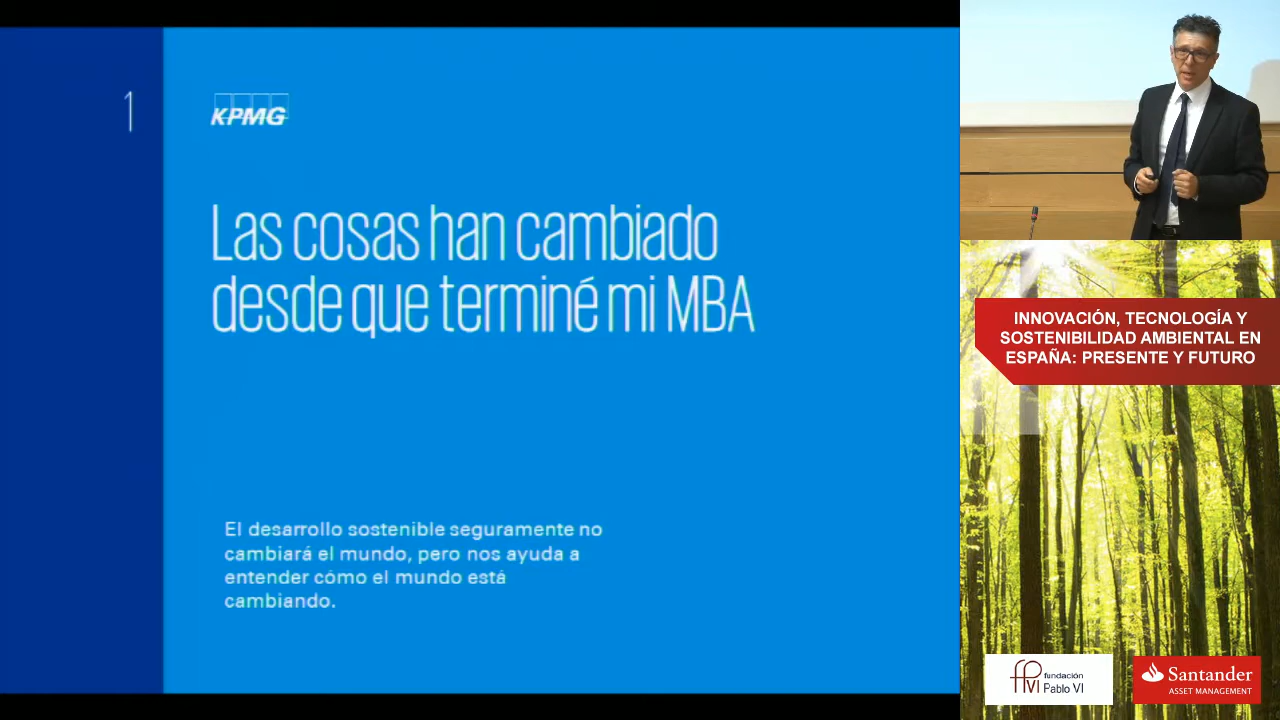 1
KPMG
Las cosas han cambiado
desde que terminé mi MBA
El desarrollo sostenible seguramente no
cambiará el mundo, pero nos ayuda a
entender cómo el mundo está
cambiando.
INNOVACIÓN, TECNOLOGÍA Y
SOSTENIBILIDAD AMBIENTAL EN
ESPAÑA: PRESENTE Y FUTURO
fPVI fundación
Pablo VI
Santander
ASSET MANAGEMENT